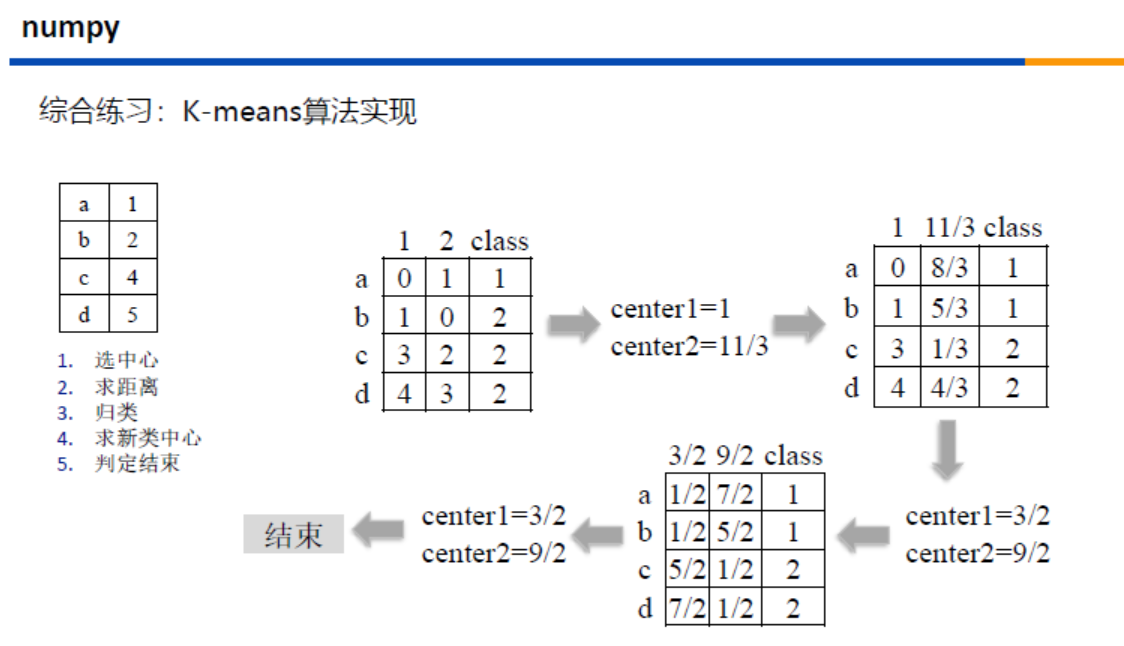 numpy
综合练习：K-means算法实现
a 1
b 2
c 4
d 5
1. 选中心
2. 求距离
3. 归类
4. 求新类中心
5. 判定结束
1 2 class
a 0 1 1
b 1 0 2
c 3 2 2
d 4 3 2
center1=1
center2=11/3
1 11/3 class
a 0 8/3 1
b 1 5/3 1
c 3 1/3 2
d 4 4/3 2
center1=3/2
center2=9/2
3/2 9/2 class
a 1/2 7/2 1
b 1/2 5/2 1
c 5/2 1/2 2
d 7/2 1/2 2
center1=3/2
center2=9/2
结束